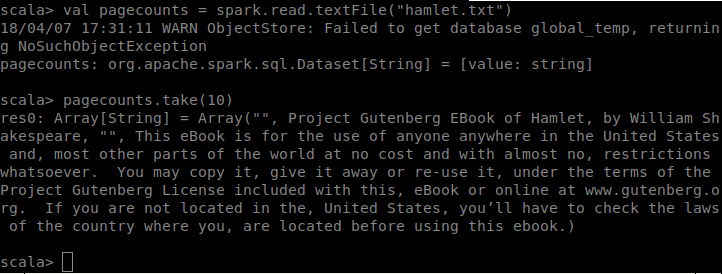 scala> val pagecounts = spark.read.textFile("hamlet.txt")
18/04/07 17:31:11 WARN ObjectStore: Failed to get database global_temp, returnin
g NoSuchObjectException
pagecounts: org.apache.spark.sql.Dataset[String] = [value: string]
scala> pagecounts.take(10)
res0: Array[String] = Array("", Project Gutenberg EBook of Hamlet, by William Sh
akespeare, "", This eBook is for the use of anyone anywhere in the United States
 and, most other parts of the world at no cost and with almost no, restrictions
whatsoever.  You may copy it, give it away or re-use it, under the terms of the
Project Gutenberg License included with this, eBook or online at www.gutenberg.o
rg.  If you are not located in the, United States, you’ll have to check the laws
 of the country where you, are located before using this ebook.)
scala>